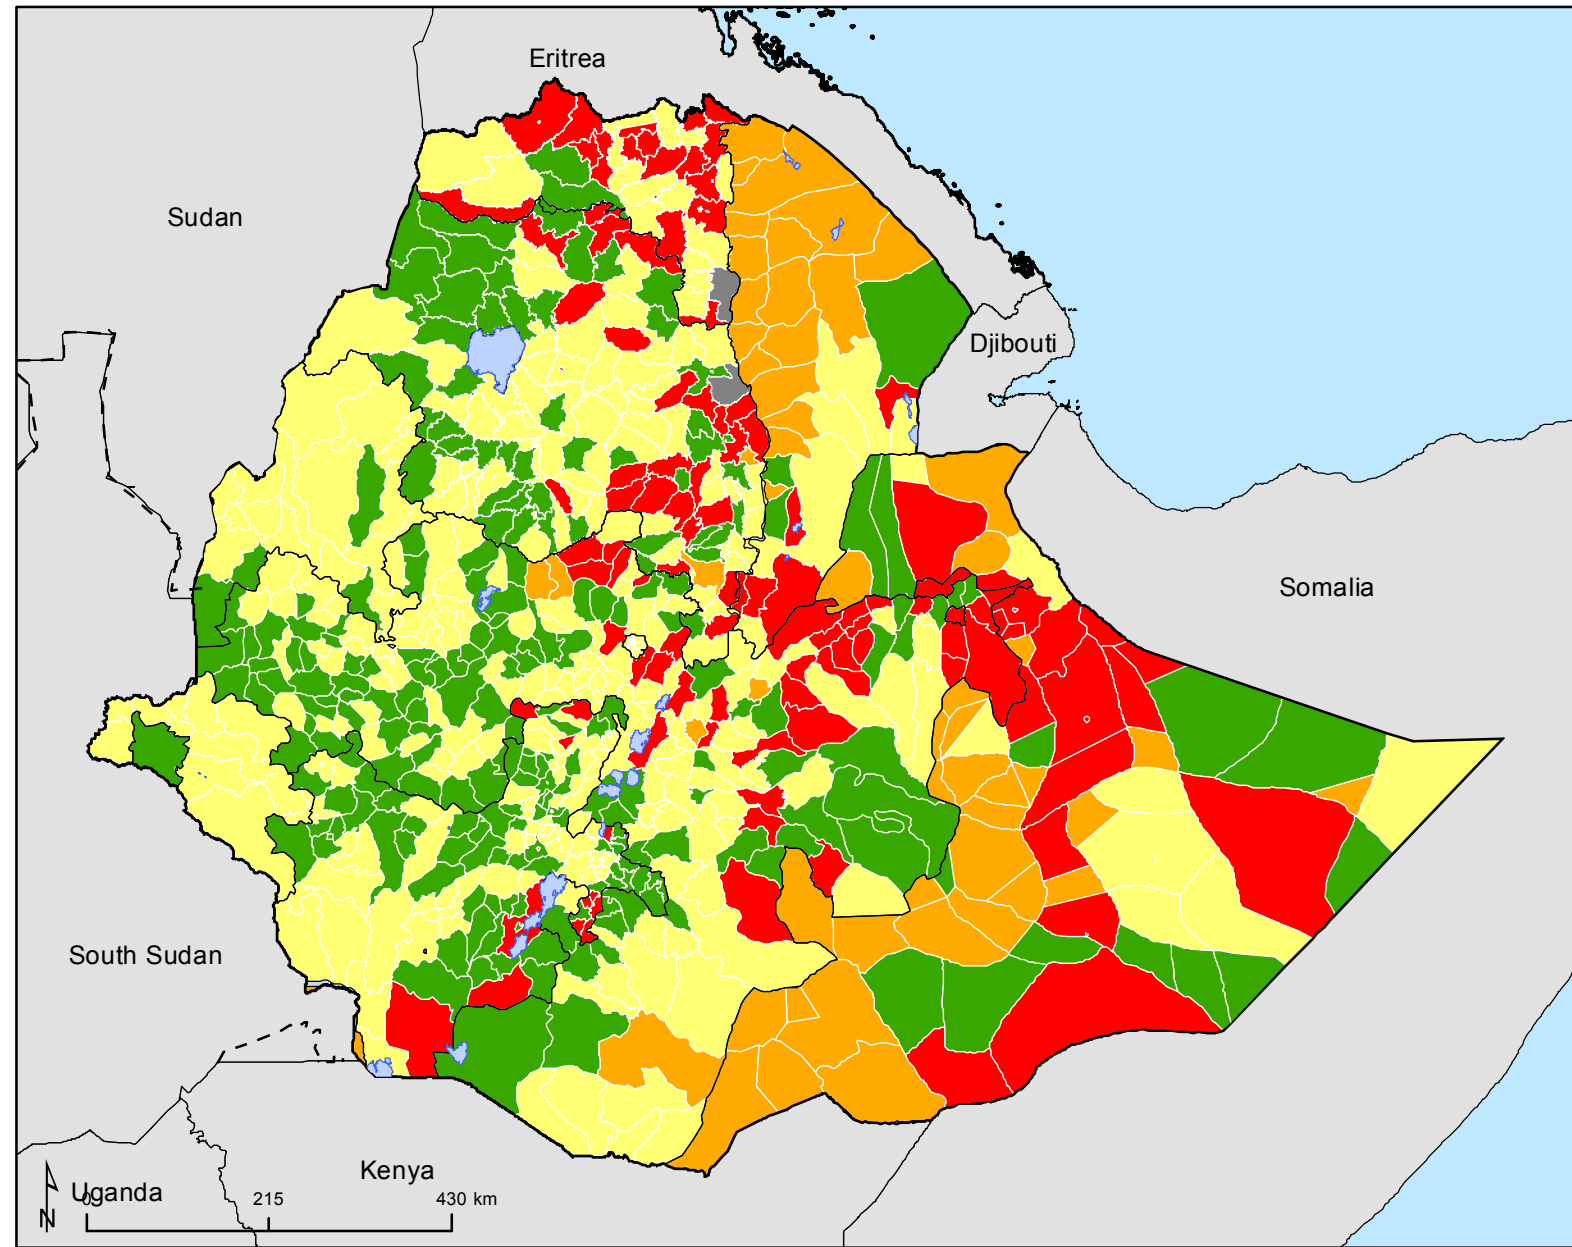 Eritrea
Sudan
Djibouti
Somalia
South Sudan
Kenya
Uganda
0 215 430 km
N